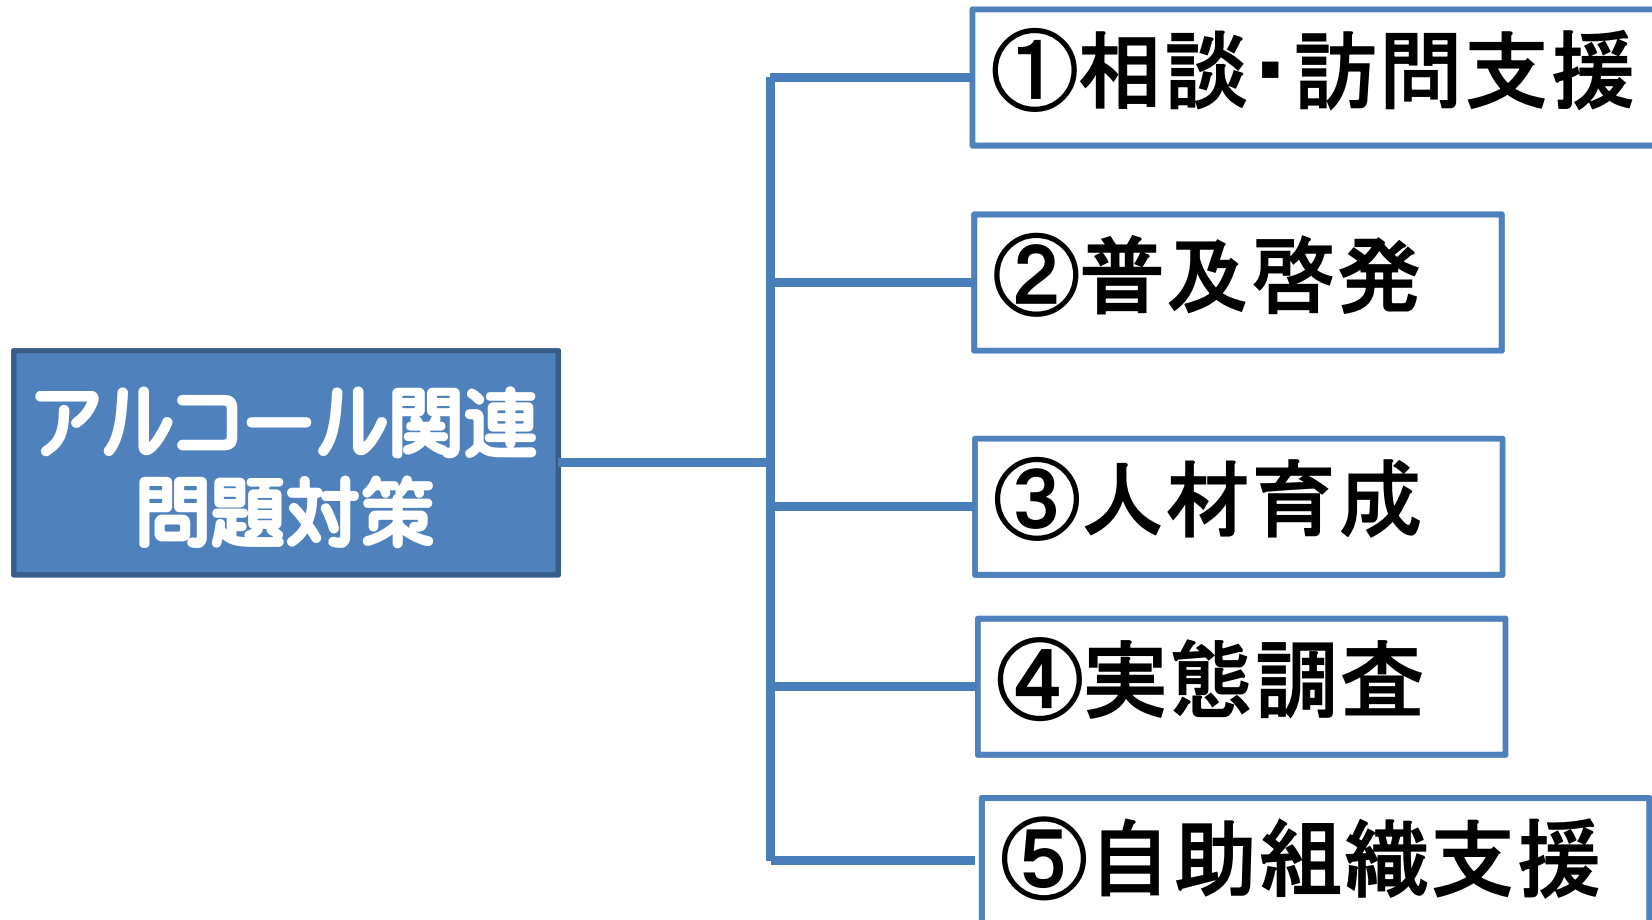 アルコール関連
問題対策
①相談・訪問支援
②普及啓発
③人材育成
④実態調査
⑤自助組織支援